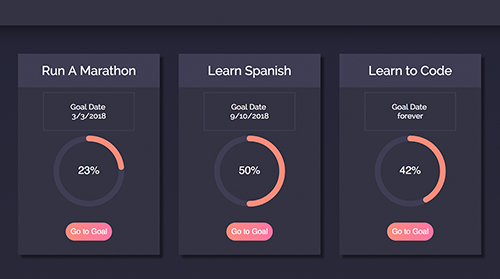 Run A Marathon
Goal Date
3/3/2018
23%
Go to Goal
Learn Spanish
Goal Date
9/10/2018
50%
Go to Goal
Learn to Code
Goal Date
forever
42%
Go to Goal